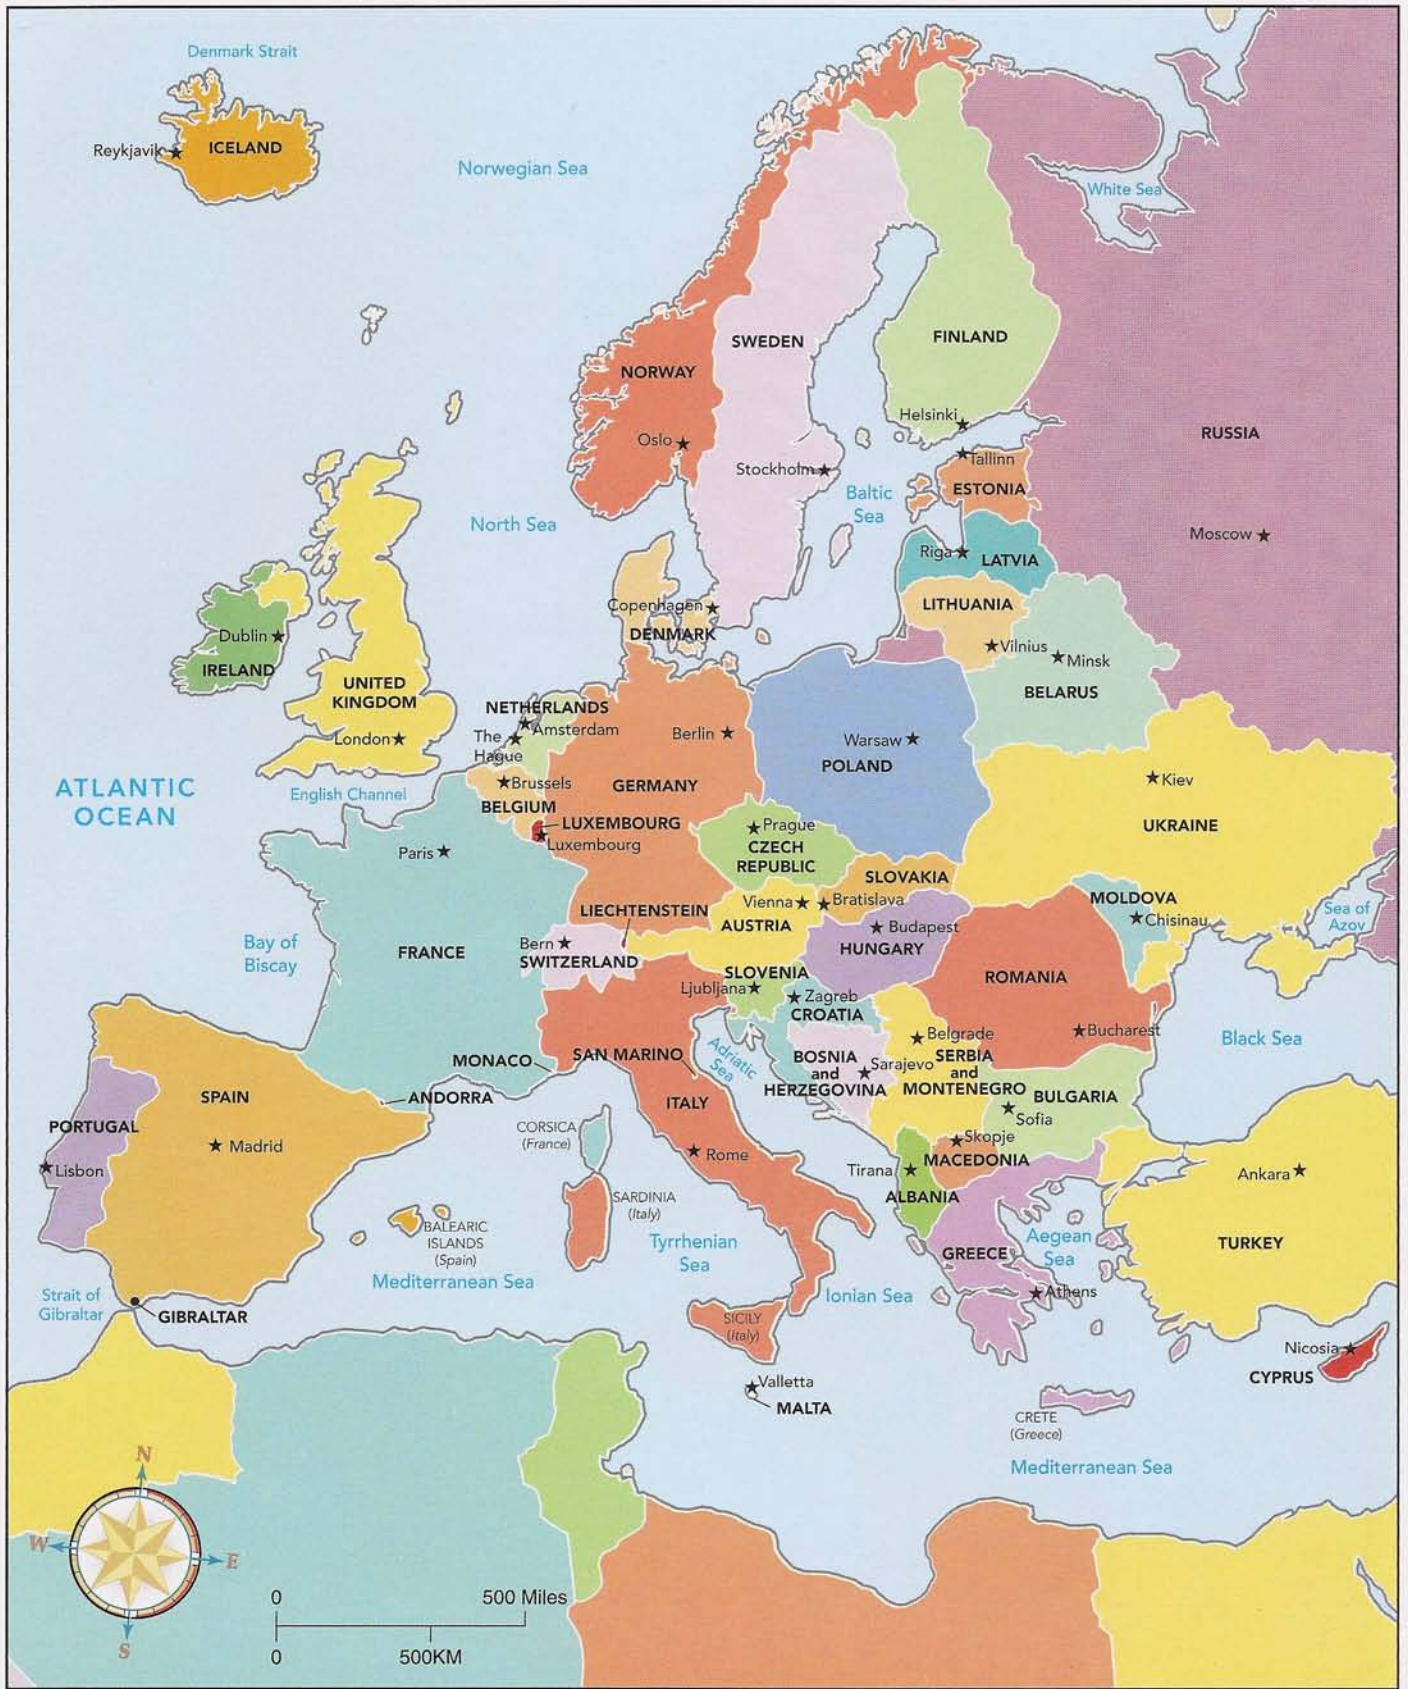 Denmark Strait
Reykjavik
ICELAND
Norwegian Sea
White Sea
SWEDEN
FINLAND
NORWAY
Helsinki
RUSSIA
Oslo
Tallinn
Stockholm
ESTONIA
Baltic
Sea
North Sea
Moscow
Riga
LATVIA
Copenhagen
LITHUANIA
Dublin
DENMARK
Vilnius
Minsk
IRELAND
UNITED
KINGDOM
BELARUS
NETHERLANDS
Amsterdam
The
Hague
London
Berlin
Warsaw
POLAND
ATLANTIC
OCEAN
English Channel
Brussels
BELGIUM
GERMANY
Kiev
UKRAINE
LUXEMBOURG
Luxembourg
Prague
CZECH
REPUBLIC
Paris
SLOVAKIA
MOLDOVA
Chisinau
Sea of
Azov
LIECHTENSTEIN
Vienna
Bratislava
AUSTRIA
Budapest
HUNGARY
Bay of
Biscay
FRANCE
Bern
SWITZERLAND
SLOVENIA
Ljubljana
Zagreb
CROATIA
ROMANIA
Bucharest
Black Sea
Belgrade
SERBIA
and
MONTENEGRO
BOSNIA
and
HERZEGOVINA
Sarajevo
Adriatic
Sea
MONACO
SAN MARINO
ANDORRA
SPAIN
ITALY
BULGARIA
Sofia
PORTUGAL
Madrid
Lisbon
CORSICA
(France)
Rome
Skopje
MACEDONIA
Tirana
ALBANIA
Ankara
SARDINIA
(Italy)
BALEARIC
ISLANDS
(Spain)
Tyrrhenian
Sea
Aegean
Sea
GREECE
TURKEY
Mediterranean Sea
Strait of
Gibraltar
GIBRALTAR
Ionian Sea
Athens
SICILY
(Italy)
Nicosia
CYPRUS
Valletta
MALTA
CRETE
(Greece)
Mediterranean Sea
N
W
E
S
0
500 Miles
0
500KM